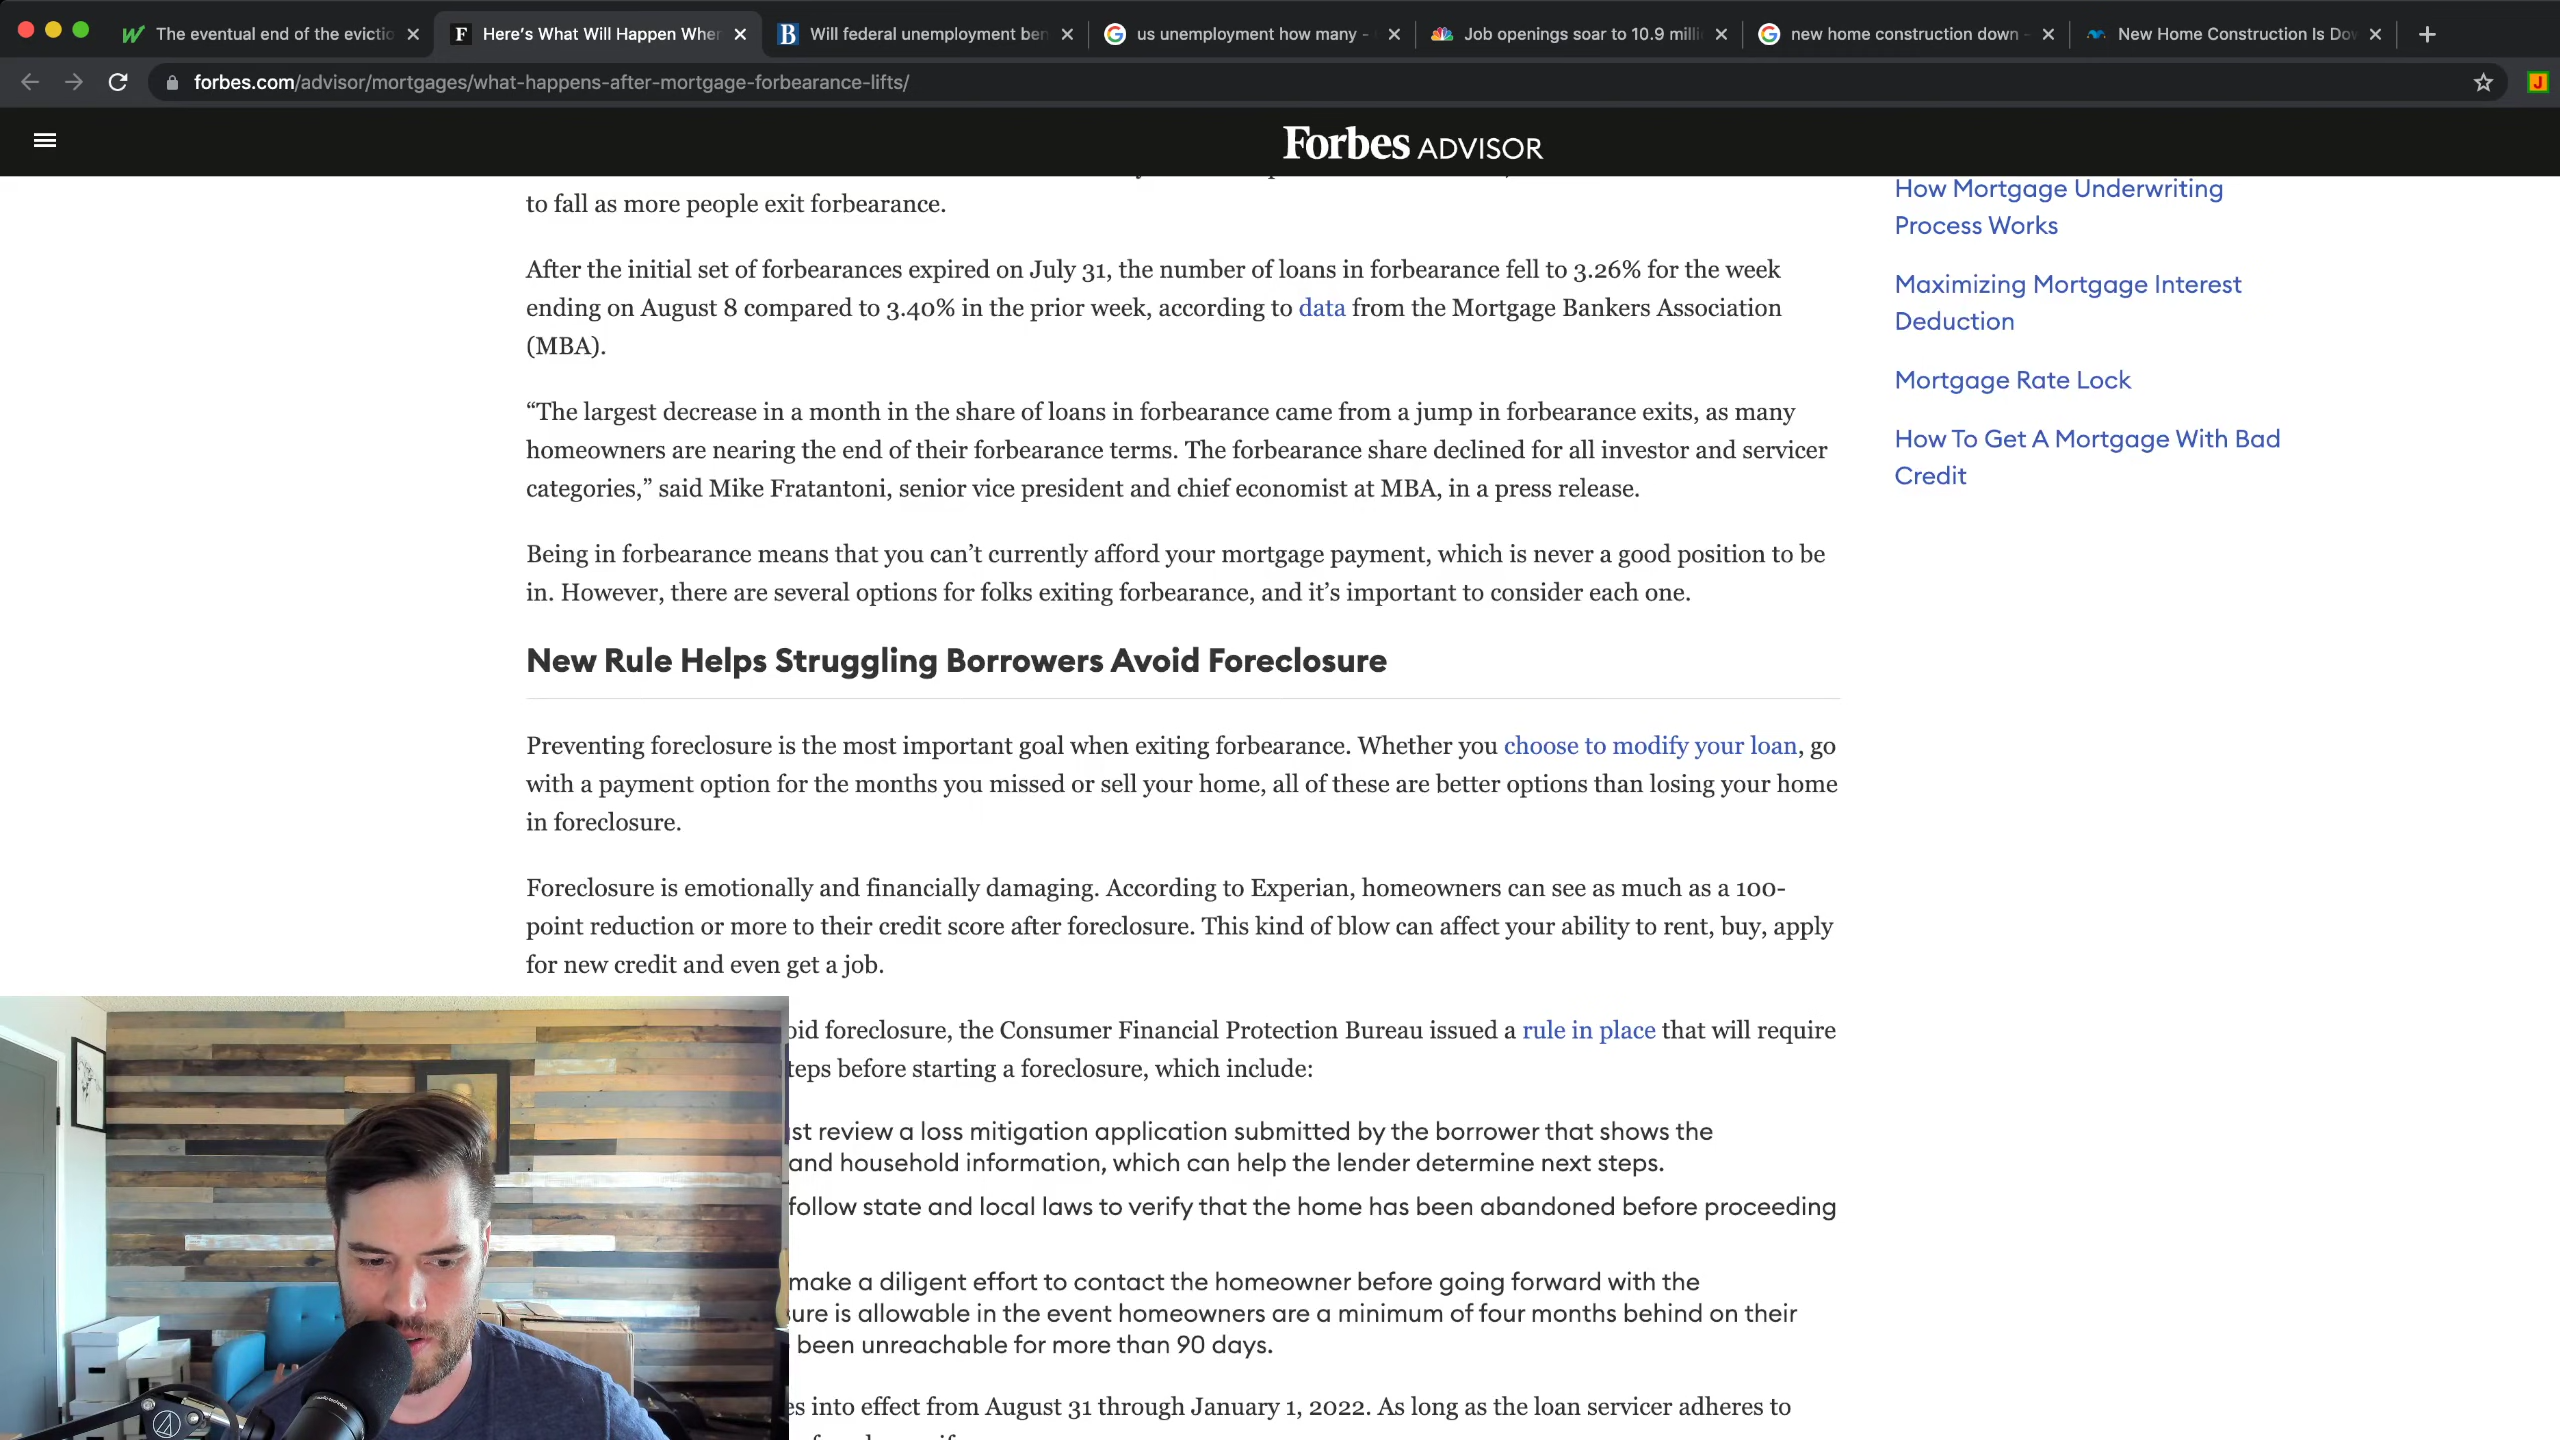 The eventual end of the evictio
Here's What Will Happen When
Will federal unemployment ben
us unemployment how many -
Job openings soar to 10.9 milli
new home construction down -
New Home Construction Is Dow
forbes.com/advisor/mortgages/what-happens-after-mortgage-forbearance-lifts/
J
Forbes ADVISOR
to fall as more people exit forbearance.
After the initial set of forbearances expired on July 31, the number of loans in forbearance fell to 3.26% for the week
ending on August 8 compared to 3.40% in the prior week, according to data from the Mortgage Bankers Association
(MBA).
“The largest decrease in a month in the share of loans in forbearance came from a jump in forbearance exits, as many
homeowners are nearing the end of their forbearance terms. The forbearance share declined for all investor and servicer
categories,” said Mike Fratantoni, senior vice president and chief economist at MBA, in a press release.
Being in forbearance means that you can’t currently afford your mortgage payment, which is never a good position to be
in. However, there are several options for folks exiting forbearance, and it’s important to consider each one.
New Rule Helps Struggling Borrowers Avoid Foreclosure
Preventing foreclosure is the most important goal when exiting forbearance. Whether you choose to modify your loan, go
with a payment option for the months you missed or sell your home, all of these are better options than losing your home
in foreclosure.
Foreclosure is emotionally and financially damaging. According to Experian, homeowners can see as much as a 100-
point reduction or more to their credit score after foreclosure. This kind of blow can affect your ability to rent, buy, apply
for new credit and even get a job.
oid foreclosure, the Consumer Financial Protection Bureau issued a rule in place that will require
teps before starting a foreclosure, which include:
st review a loss mitigation application submitted by the borrower that shows the
and household information, which can help the lender determine next steps.
follow state and local laws to verify that the home has been abandoned before proceeding
make a diligent effort to contact the homeowner before going forward with the
ure is allowable in the event homeowners are a minimum of four months behind on their
been unreachable for more than 90 days.
es into effect from August 31 through January 1, 2022. As long as the loan servicer adheres to
How Mortgage Underwriting
Process Works
Maximizing Mortgage Interest
Deduction
Mortgage Rate Lock
How To Get A Mortgage With Bad
Credit